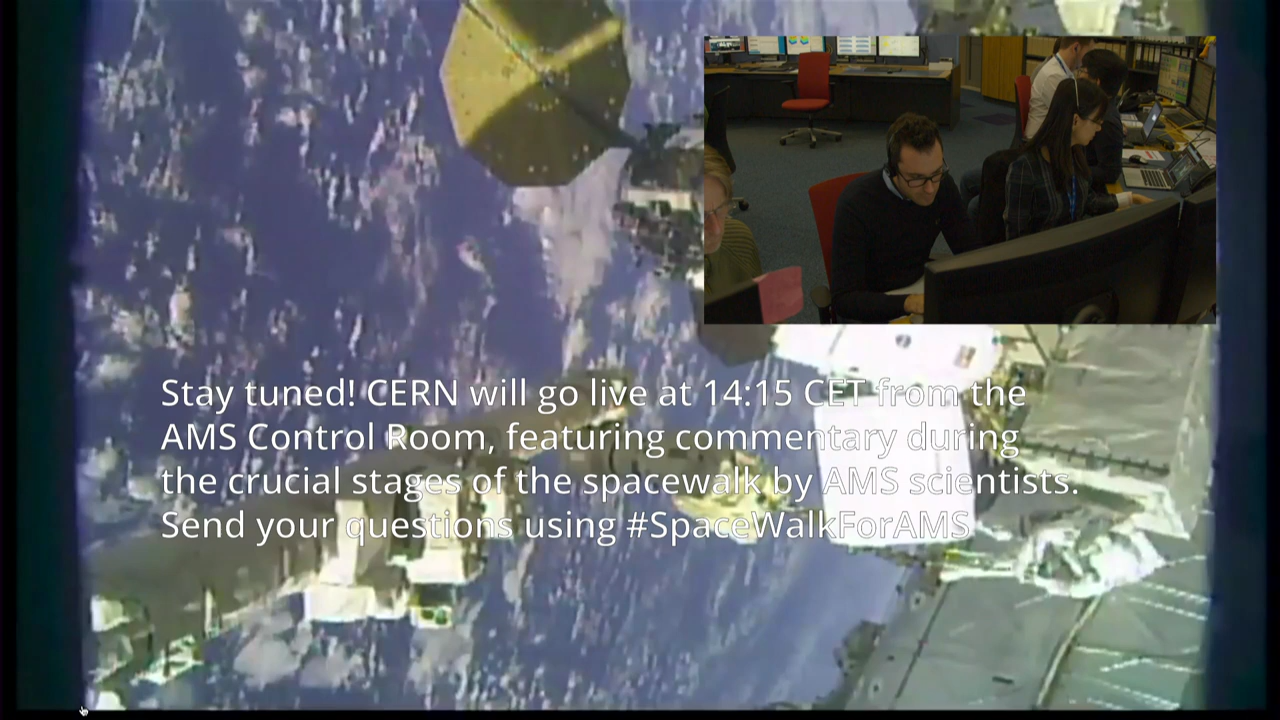 Stay tuned! CERN will go live at 14:15 CET from the
AMS Control Room, featuring commentary during
the crucial stages of the spacewalk by AMS scientists.
Send your questions using #SpaceWalkForAMS